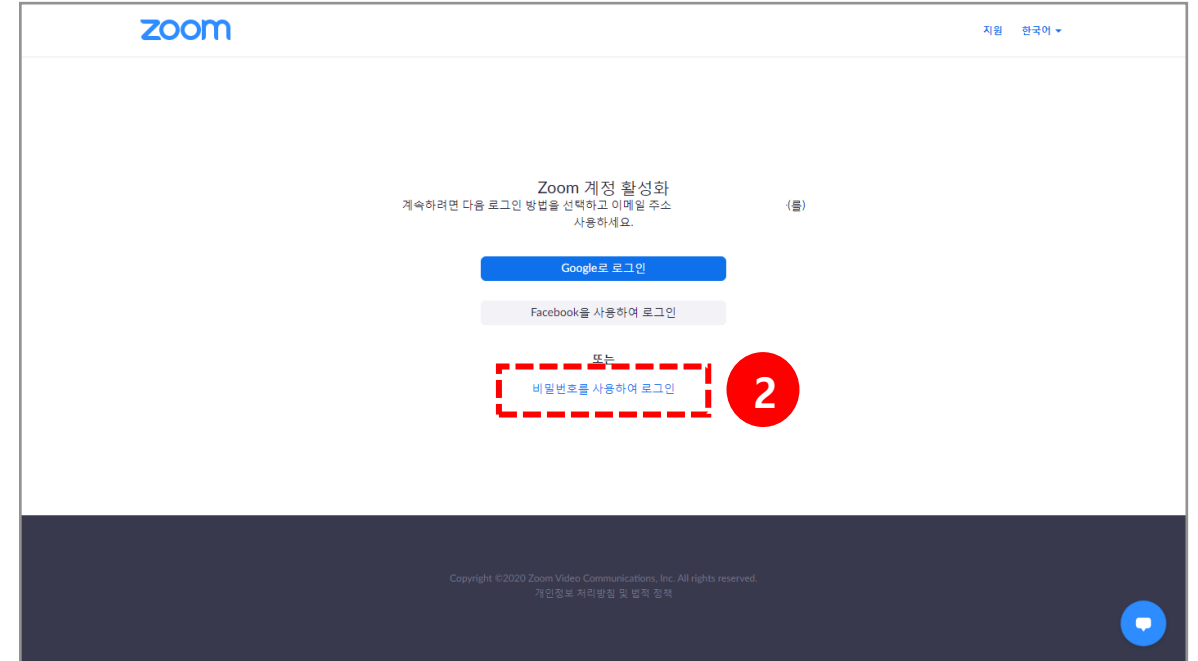 zoom
지원 한국어
Zoom 계정 활성화
계속하려면 다음 로그인 방법을 선택하고 이메일 주소 (를)
사용하세요.
Google로 로그인
Facebook을 사용하여 로그인
또는
비밀번호를 사용하여 로그인
2
Copyright ©2020 Zoom Video Communications, Inc. All rights reserved.
개인정보 처리방침 및 법적 정책